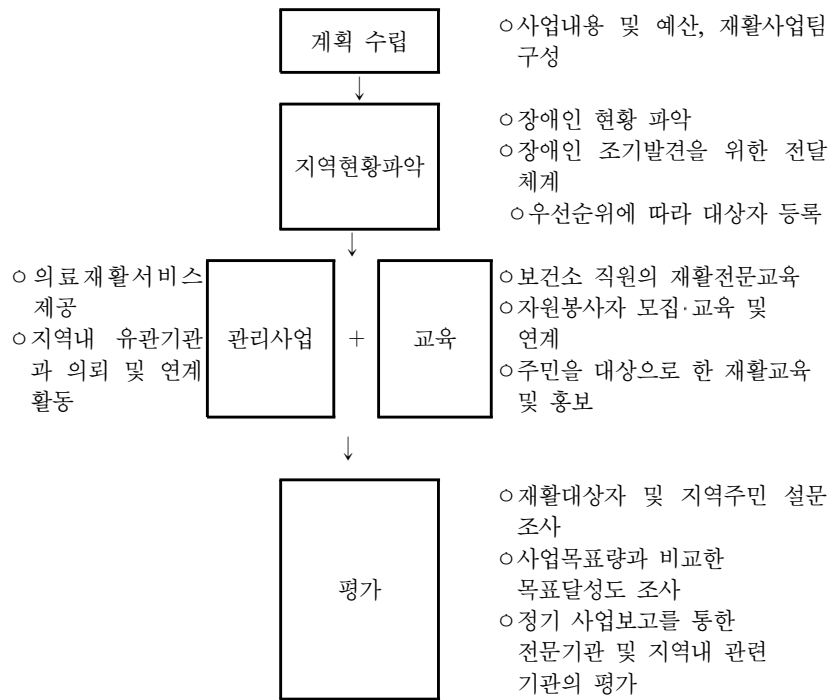 계획 수립
○사업내용 및 예산, 재활사업팀
구성
↓
지역현황파악
○장애인 현황 파악
○장애인 조기발견을 위한 전달
체계
○우선순위에 따라 대상자 등록
↓
○의료재활서비스
제공
○지역내 유관기관
과 의뢰 및 연계
활동
관리사업
+
교육
○보건소 직원의 재활전문교육
○자원봉사자 모집·교육 및
연계
○주민을 대상으로 한 재활교육
및 홍보
↓
평가
○재활대상자 및 지역주민 설문
조사
○사업목표량과 비교한
목표달성도 조사
○정기 사업보고를 통한
전문기관 및 지역내 관련
기관의 평가